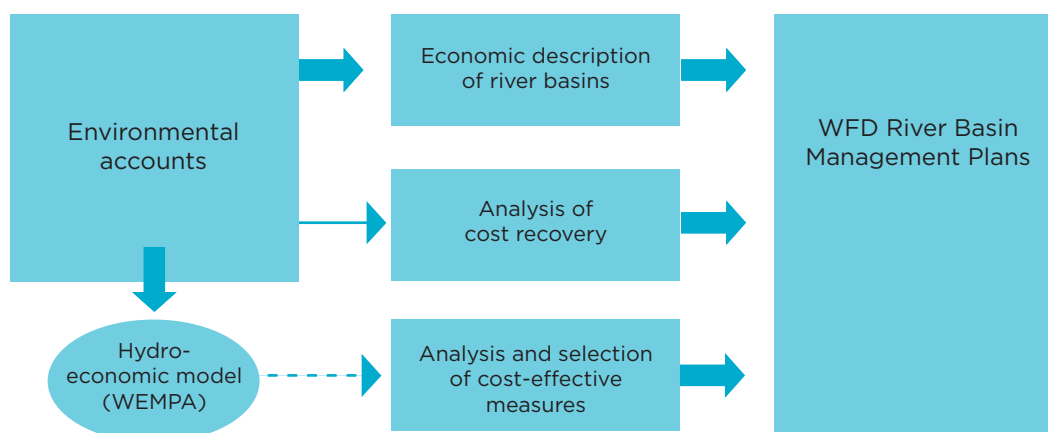 Environmental
accounts
Economic description
of river basins
WFD River Basin
Management Plans
Analysis of
cost recovery
Hydro-
economic model
(WEMPA)
Analysis and selection
of cost-effective
measures